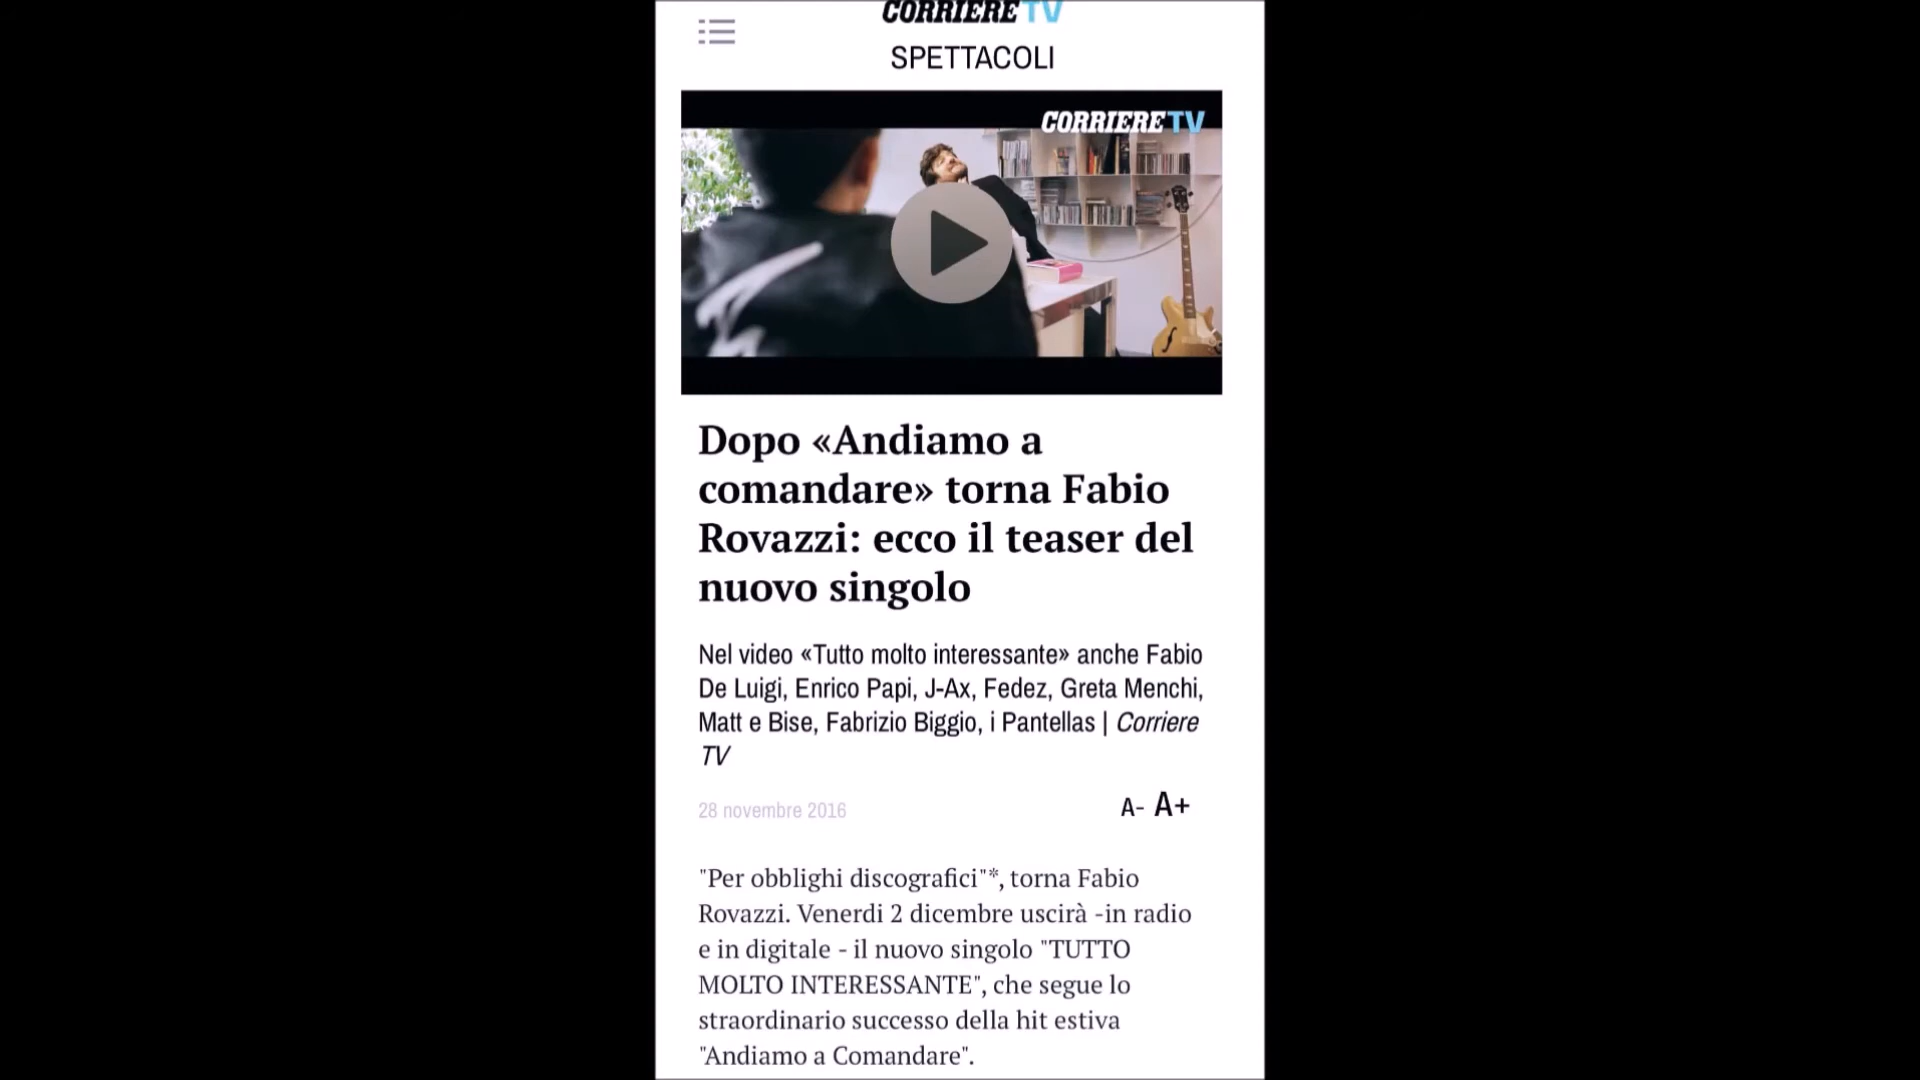 CORRIERE TV
SPETTACOLI
CORRIERE TV
Dopo «Andiamo a
comandare» torna Fabio
Rovazzi: ecco il teaser del
nuovo singolo
Nel video «Tutto molto interessante» anche Fabio
De Luigi, Enrico Papi, J-Ax, Fedez, Greta Menchi,
Matt e Bise, Fabrizio Biggio, i Pantellas | Corriere
TV
28 novembre 2016
A- A+
"Per obblighi discografici"*, torna Fabio
Rovazzi. Venerdi 2 dicembre uscirà -in radio
e in digitale - il nuovo singolo "TUTTO
MOLTO INTERESSANTE", che segue lo
straordinario successo della hit estiva
"Andiamo a Comandare".